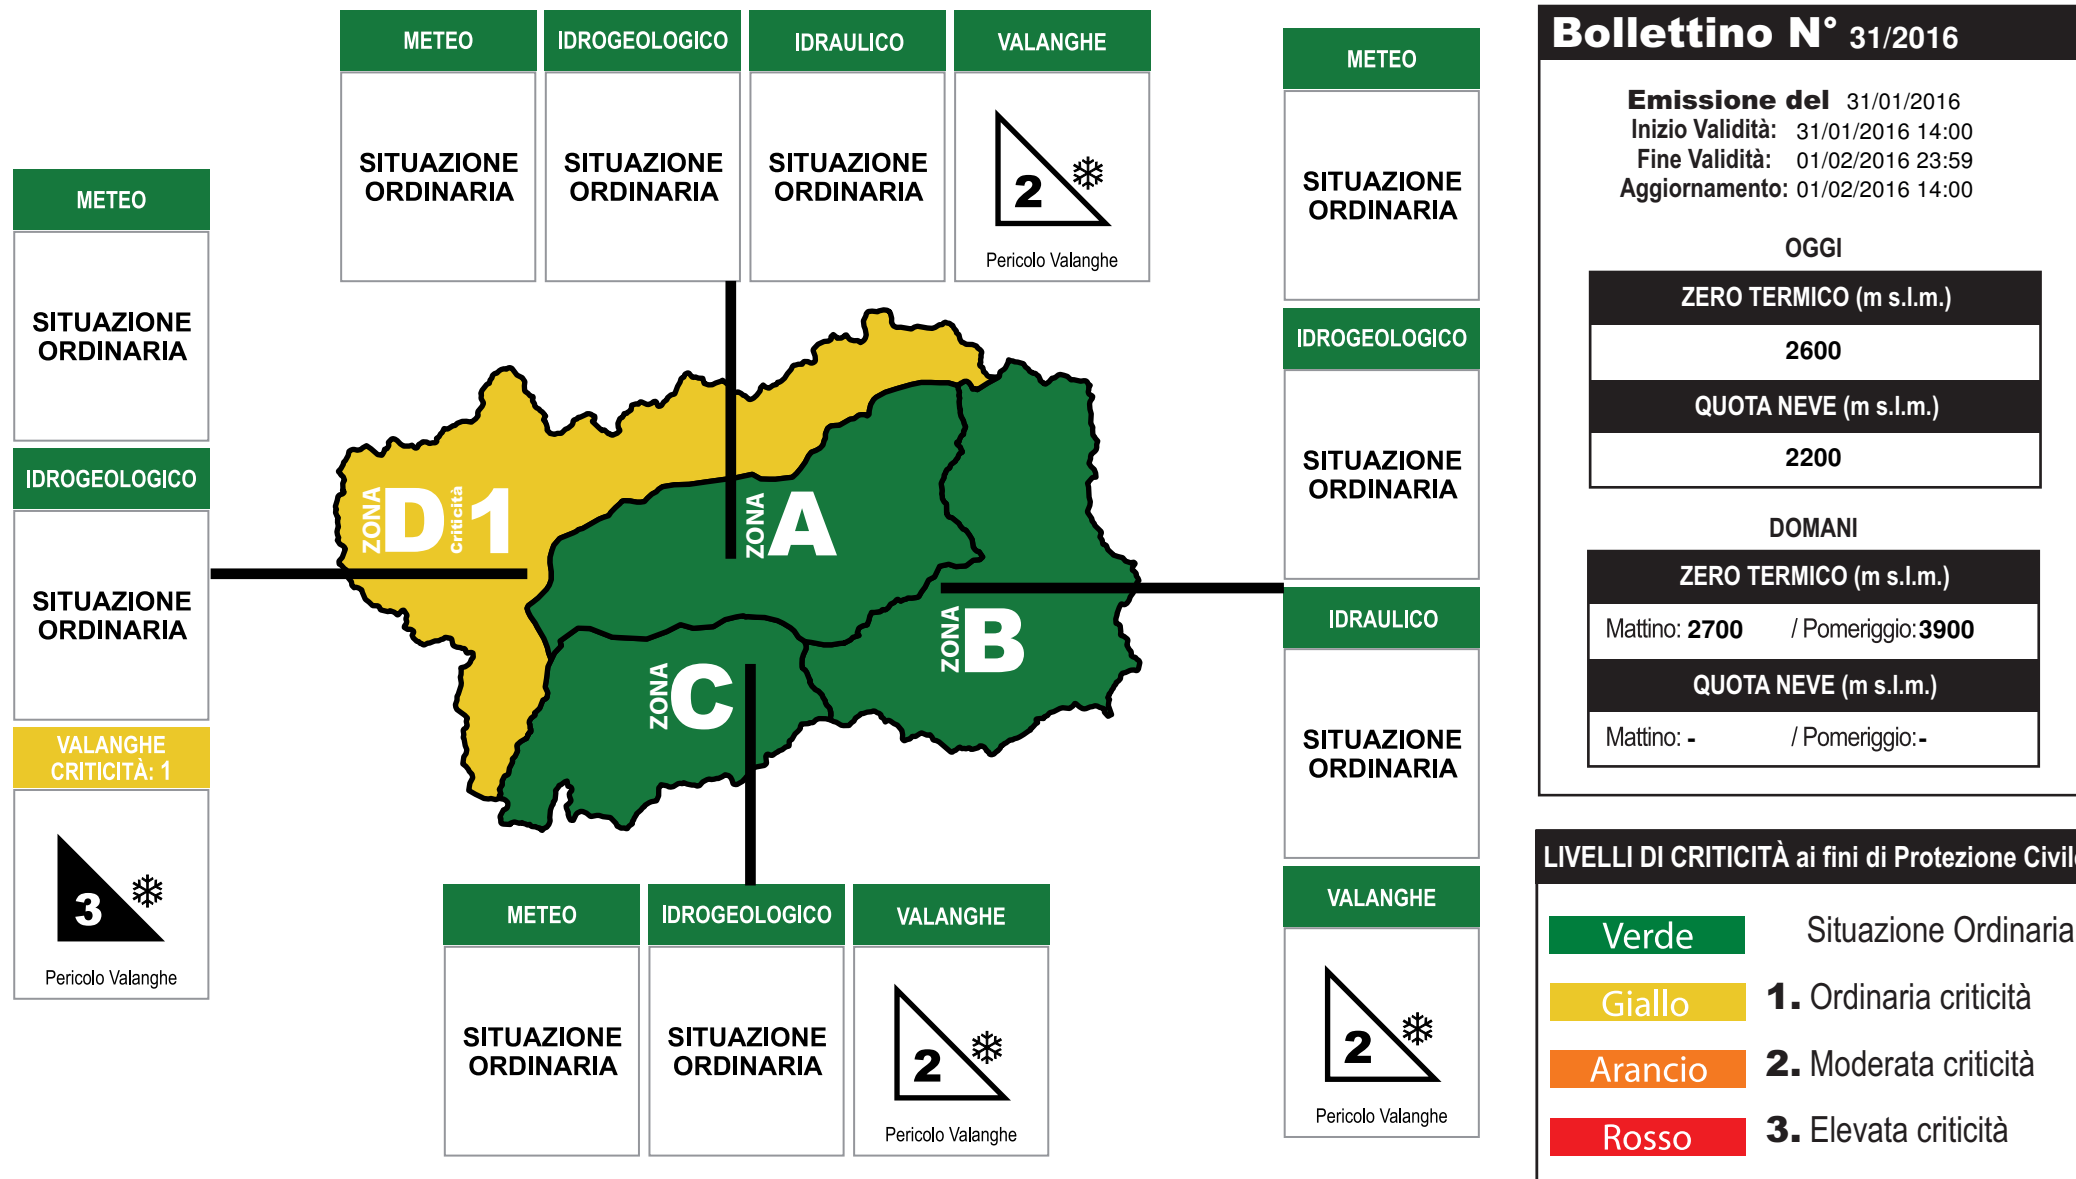 METEO
SITUAZIONE
ORDINARIA
IDROGEOLOGICO
SITUAZIONE
ORDINARIA
VALANGHE
CRITICITÀ: 1
3
Pericolo Valanghe
METEO
SITUAZIONE
ORDINARIA
IDROGEOLOGICO
SITUAZIONE
ORDINARIA
IDRAULICO
SITUAZIONE
ORDINARIA
VALANGHE
2
Pericolo Valanghe
ZONA D Criticità 1
ZONA A
ZONA B
ZONA C
METEO
SITUAZIONE
ORDINARIA
IDROGEOLOGICO
SITUAZIONE
ORDINARIA
VALANGHE
2
Pericolo Valanghe
METEO
SITUAZIONE
ORDINARIA
IDROGEOLOGICO
SITUAZIONE
ORDINARIA
IDRAULICO
SITUAZIONE
ORDINARIA
VALANGHE
2
Pericolo Valanghe
Bollettino N° 31/2016
Emissione del 31/01/2016
Inizio Validità: 31/01/2016 14:00
Fine Validità: 01/02/2016 23:59
Aggiornamento: 01/02/2016 14:00
OGGI
ZERO TERMICO (m s.l.m.)
2600
QUOTA NEVE (m s.l.m.)
2200
DOMANI
ZERO TERMICO (m s.l.m.)
Mattino: 2700 / Pomeriggio: 3900
QUOTA NEVE (m s.l.m.)
Mattino: - / Pomeriggio: -
LIVELLI DI CRITICITÀ ai fini di Protezione Civile
Verde Situazione Ordinaria
Giallo 1. Ordinaria criticità
Arancio 2. Moderata criticità
Rosso 3. Elevata criticità